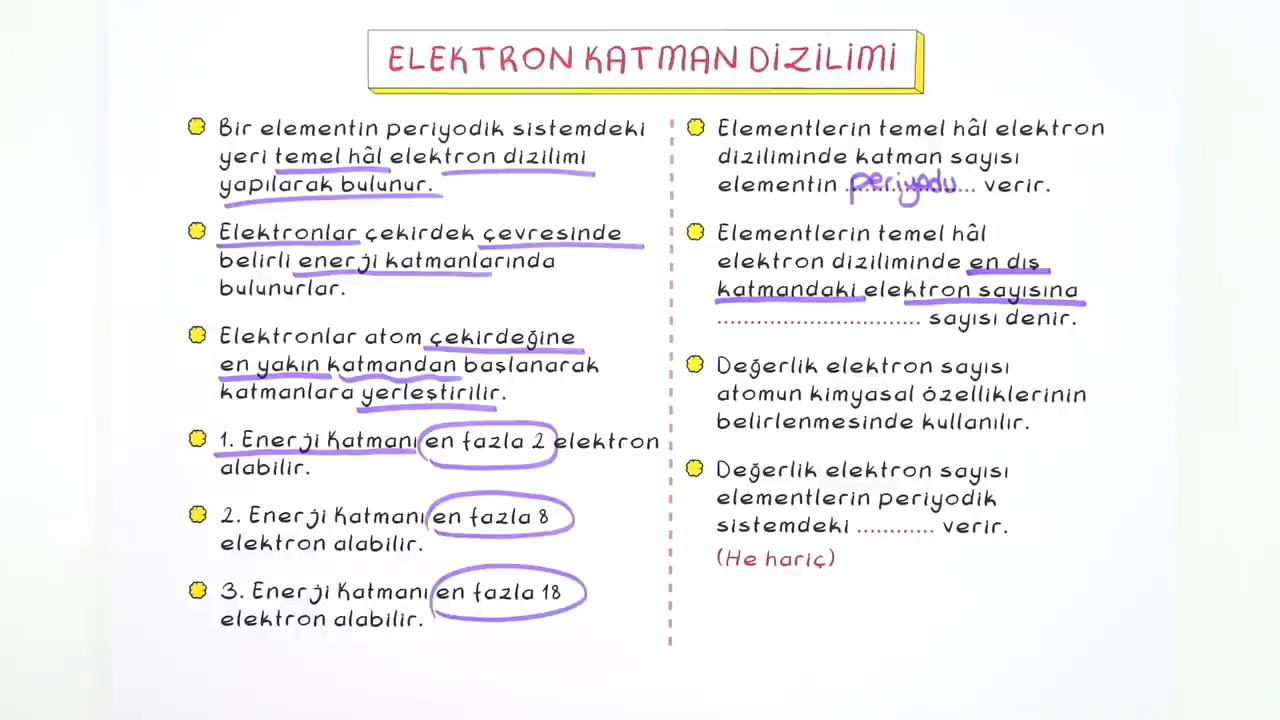 ELEKTRON KATMAN DİZİLİMİ
Bir elementin periyodik sistemdeki
yeri temel hâl elektron dizilimi
yapılarak bulunur.
Elektronlar çekirdek çevresinde
belirli enerji katmanlarında
bulunurlar.
Elektronlar atom çekirdeğine
en yakın katmandan başlanarak
katmanlara yerleştirilir.
1. Enerji Katmanı en fazla 2 elektron
alabilir.
2. Enerji Katmanı en fazla 8
elektron alabilir.
3. Enerji Katmanı en fazla 18
elektron alabilir.
Elementlerin temel hâl elektron
diziliminde katman sayısı
elementin periyodu... verir.
Elementlerin temel hâl
elektron diziliminde en dış
katmandaki elektron sayısına
............................. sayısı denir.
Değerlik elektron sayısı
atomun kimyasal özelliklerinin
belirlenmesinde kullanılır.
Değerlik elektron sayısı
elementlerin periyodik
sistemdeki ........... verir.
(He hariç)